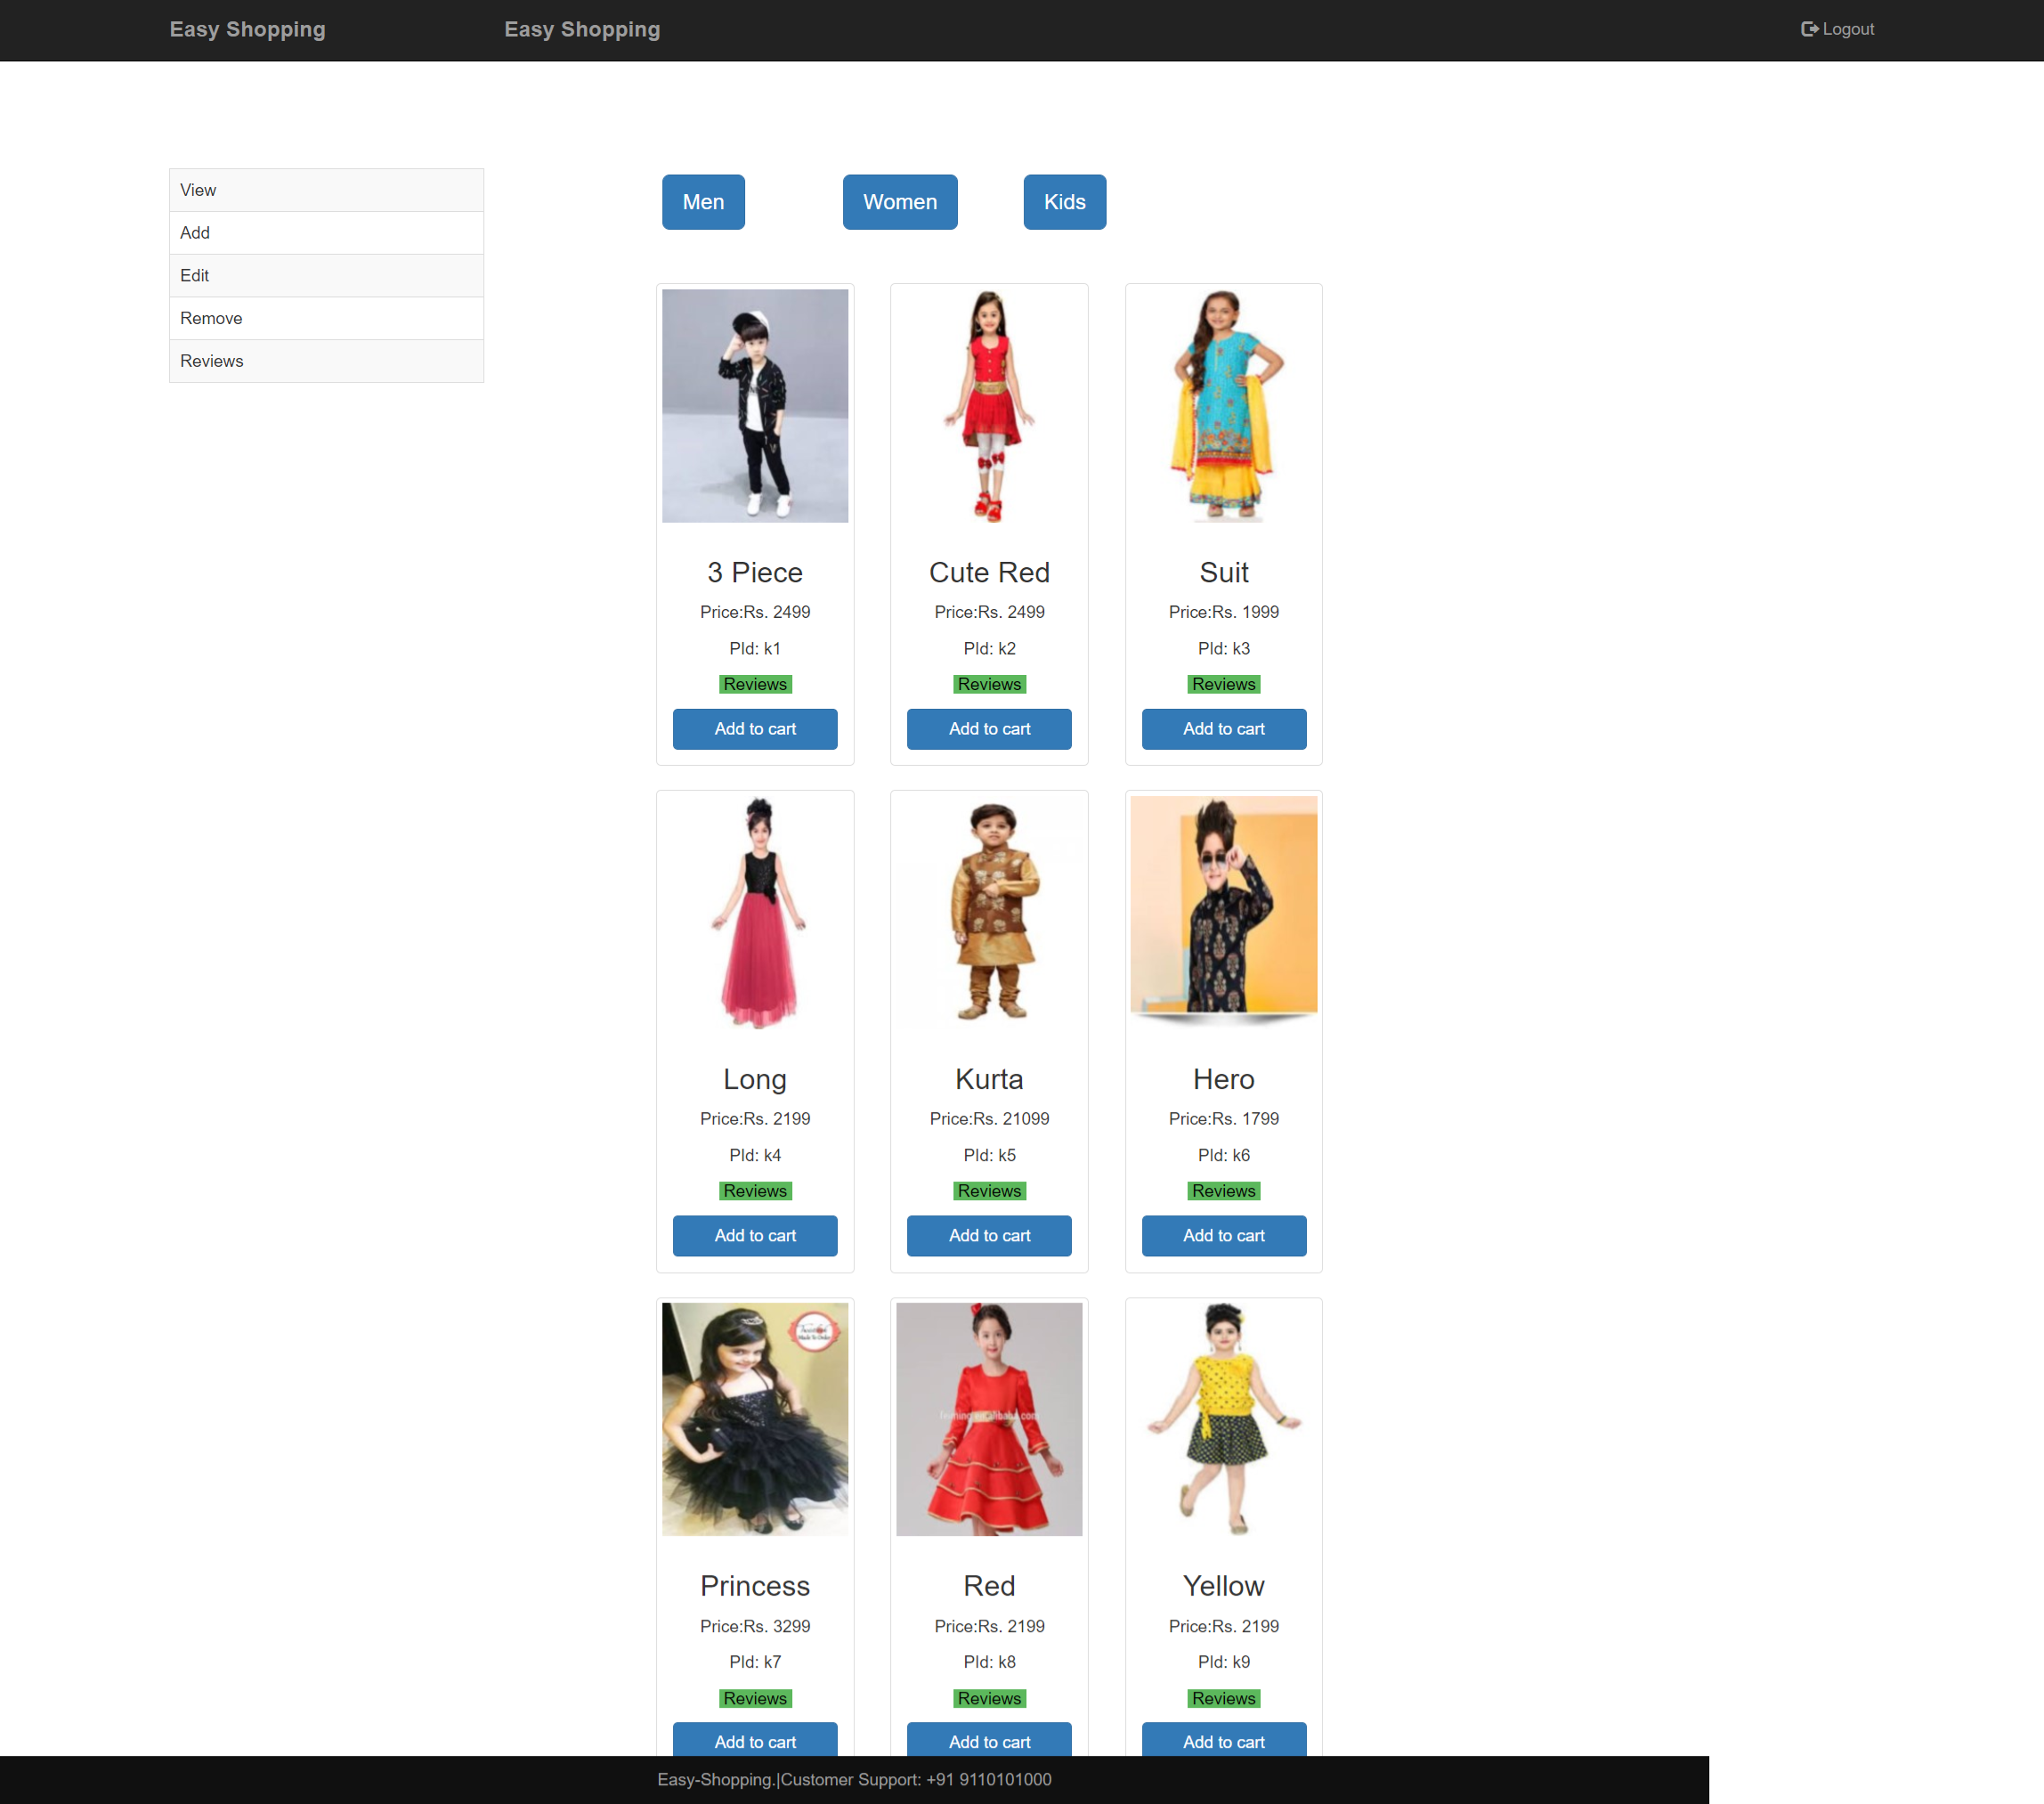 Easy Shopping
Easy Shopping
Logout
View
Add
Edit
Remove
Reviews
Men
Women
Kids
3 Piece
Price:Rs. 2499
PId: k1
Reviews
Add to cart
Cute Red
Price:Rs. 2499
PId: k2
Reviews
Add to cart
Suit
Price:Rs. 1999
PId: k3
Reviews
Add to cart
Long
Price:Rs. 2199
PId: k4
Reviews
Add to cart
Kurta
Price:Rs. 21099
PId: k5
Reviews
Add to cart
Hero
Price:Rs. 1799
PId: k6
Reviews
Add to cart
Made To Order
Princess
Price:Rs. 3299
PId: k7
Reviews
Add to cart
Red
Price:Rs. 2199
PId: k8
Reviews
Add to cart
Yellow
Price:Rs. 2199
PId: k9
Reviews
Add to cart
Easy-Shopping.|Customer Support: +91 9110101000